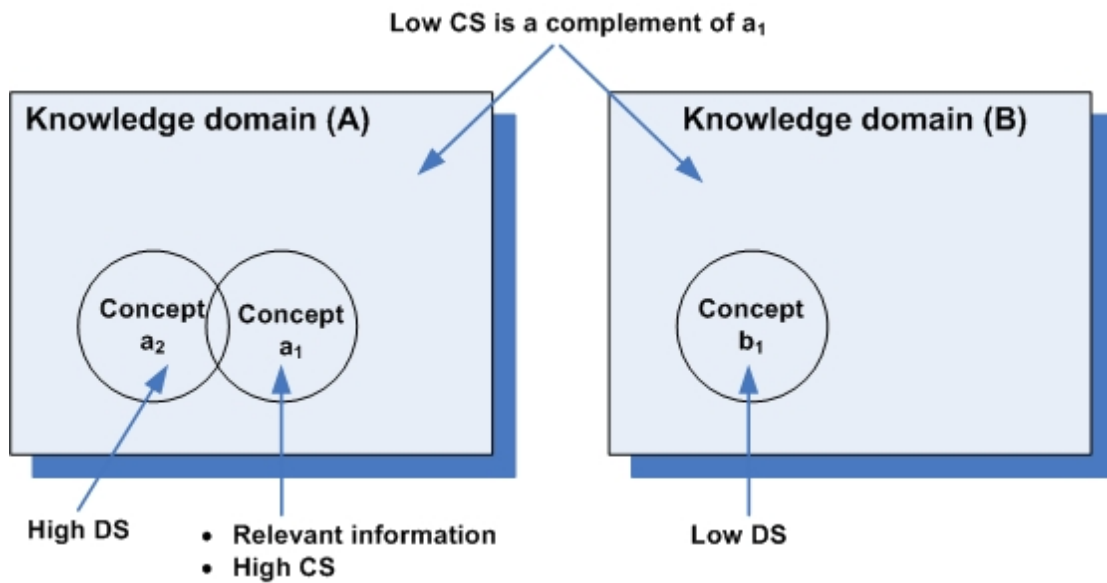 Low CS is a complement of a₁
Knowledge domain (A)
Knowledge domain (B)
Concept
a₂
Concept
a₁
Concept
b₁
High DS
• Relevant information
• High CS
Low DS